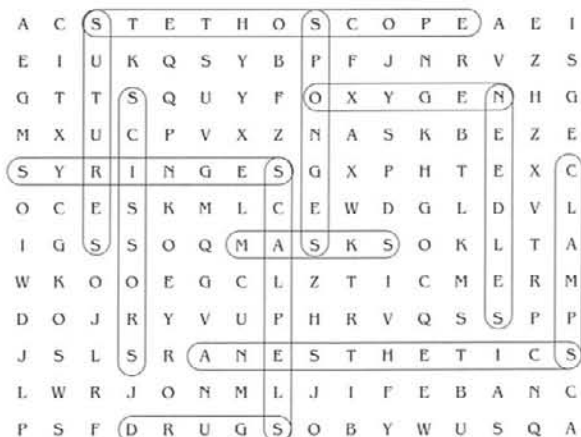 A C S T E T H O S C O P E A E I
E I U K Q S Y B P F J N R V Z S
G T T S Q U Y F O X Y G E N H G
M X U C P V X Z N A S K B E Z E
S Y R I N G E S G X P H T E X C
O C E S K M L C E W D G L D V L
I G S S O Q M A S K S O K L T A
W K O O E G C L Z T I C M E R M
D O J R Y V U P H R V Q S S P P
J S L S R A N E S T H E T I C S
L W R J O N M L J I F E B A N C
P S F D R U G S O B Y W U S Q A